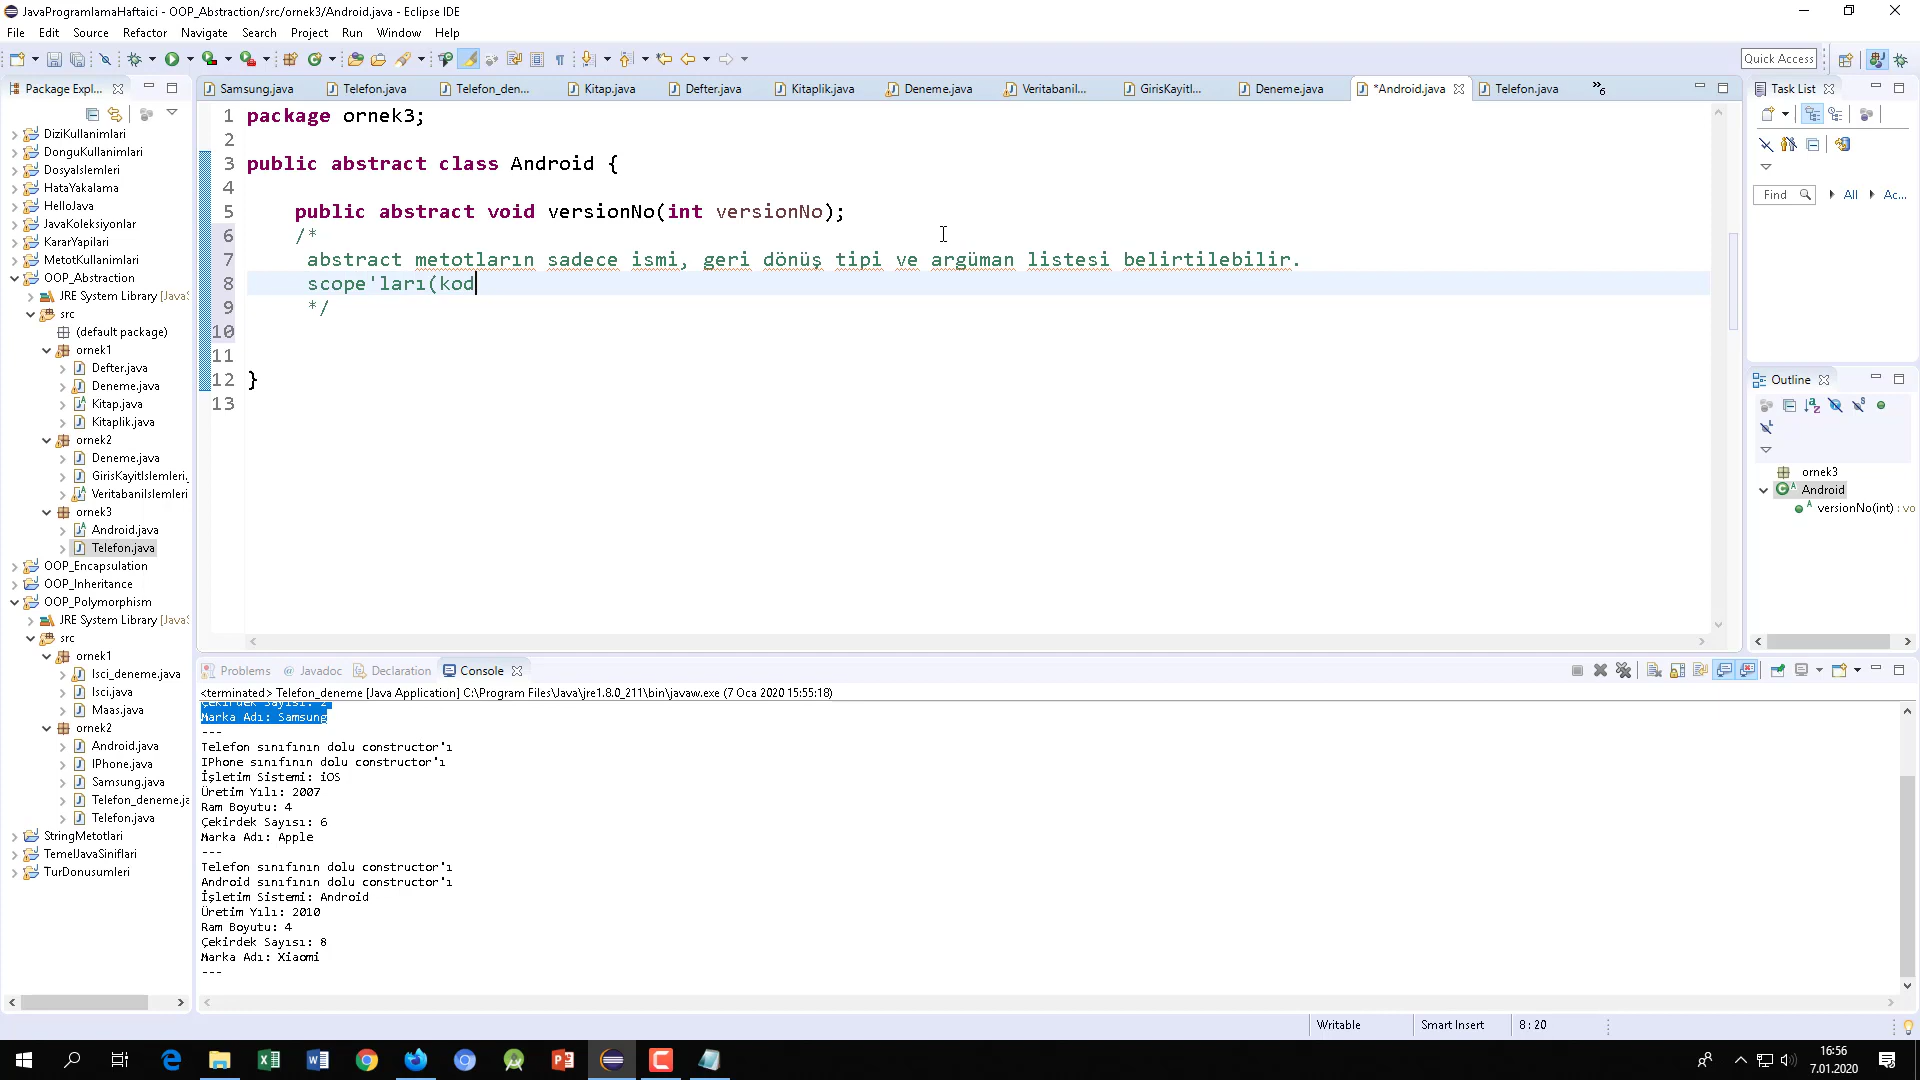 JavaProgramlamaHaftaici - OOP_Abstraction/src/ornek3/Android.java - Eclipse IDE
File Edit Source Refactor Navigate Search Project Run Window Help
Quick Access
Package Expl...
Samsung.java Telefon.java Telefon_den... Kitap.java Defter.java Kitaplik.java Deneme.java Veritabanil... GirisKayitl... Deneme.java *Android.java Telefon.java »6
Task List
DiziKullanimlari
DonguKullanimlari
DosyaIslemleri
HataYakalama
HelloJava
JavaKoleksiyonlar
KararYapilari
MetotKullanimlari
OOP_Abstraction
JRE System Library [JavaS
src
(default package)
ornek1
Defter.java
Deneme.java
Kitap.java
Kitaplik.java
ornek2
Deneme.java
GirisKayitIslemleri.
VeritabaniIslemleri
ornek3
Android.java
Telefon.java
OOP_Encapsulation
OOP_Inheritance
OOP_Polymorphism
JRE System Library [JavaS
src
ornek1
Isci_deneme.java
Isci.java
Maas.java
ornek2
Android.java
IPhone.java
Samsung.java
Telefon_deneme.ja
Telefon.java
StringMetotlari
TemelJavaSiniflari
TurDonusumleri
1 package ornek3;
2
3 public abstract class Android {
4
5 public abstract void versionNo(int versionNo);
6 /*
7 abstract metotların sadece ismi, geri dönüş tipi ve argüman listesi belirtilebilir.
8 scope'ları(kod
9 */
10
11
12 }
13
Find All Ac...
Outline
ornek3
Android
versionNo(int) : vo
Problems @ Javadoc Declaration Console
<terminated> Telefon_deneme [Java Application] C:\Program Files\Java\jre1.8.0_211\bin\javaw.exe (7 Oca 2020 15:55:18)
Çekirdek Sayısı: 2
Marka Adı: Samsung
---
Telefon sınıfının dolu constructor'ı
IPhone sınıfının dolu constructor'ı
İşletim Sistemi: iOS
Üretim Yılı: 2007
Ram Boyutu: 4
Çekirdek Sayısı: 6
Marka Adı: Apple
---
Telefon sınıfının dolu constructor'ı
Android sınıfının dolu constructor'ı
İşletim Sistemi: Android
Üretim Yılı: 2010
Ram Boyutu: 4
Çekirdek Sayısı: 8
Marka Adı: Xiaomi
---
Writable Smart Insert 8 : 20
16:56
7.01.2020